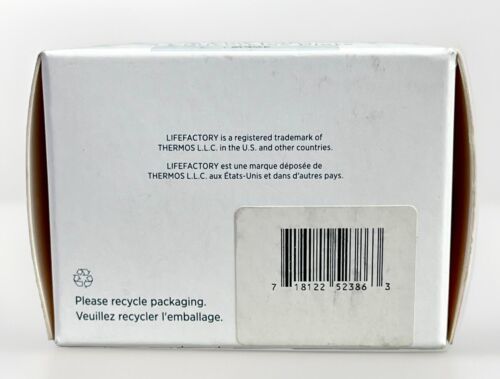 LIFEFACTORY is a registered trademark of
THERMOS L.L.C. in the U.S. and other countries.
LIFEFACTORY est une marque déposée de
THERMOS L.L.C. aux États-Unis et dans d'autres pays.
7 18122 52386 3
Please recycle packaging.
Veuillez recycler l'emballage.